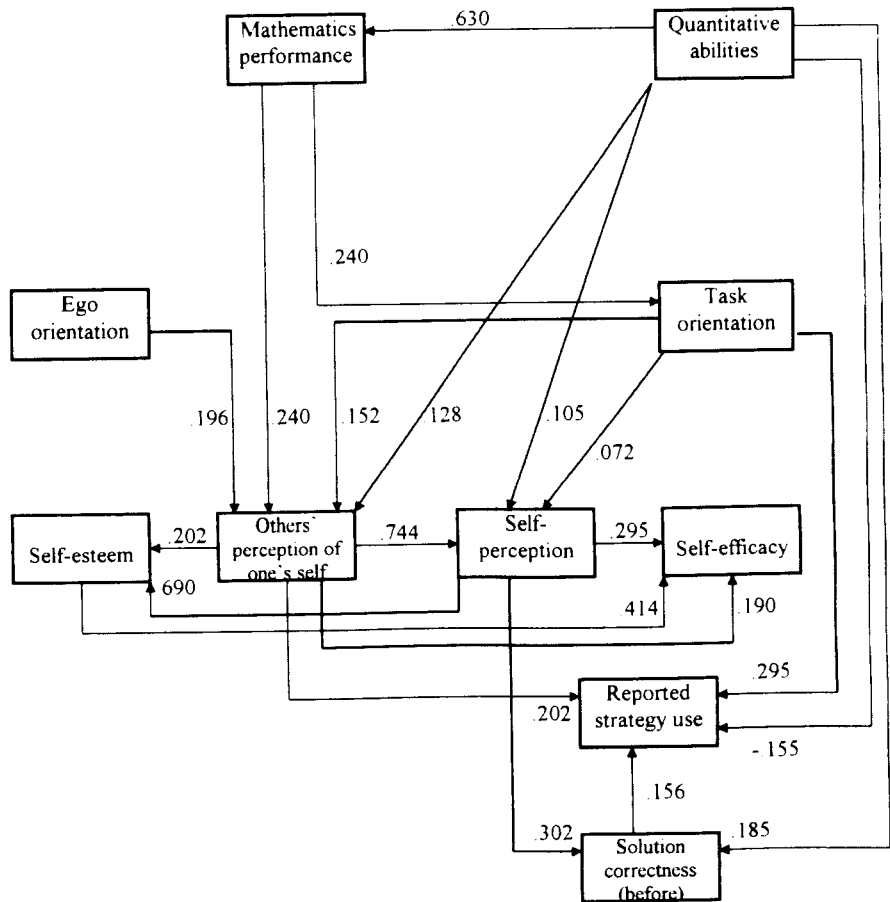 Mathematics
performance
.630
Quantitative
abilities
.240
Ego
orientation
Task
orientation
.196
.240
.152
.128
.105
.072
Self-esteem
.202
Others`
perception of
one`s self
.744
Self-
perception
.295
Self-efficacy
690
.414
.190
Reported
strategy use
.202
.295
-.155
.156
.302
.185
Solution
correctness
(before)